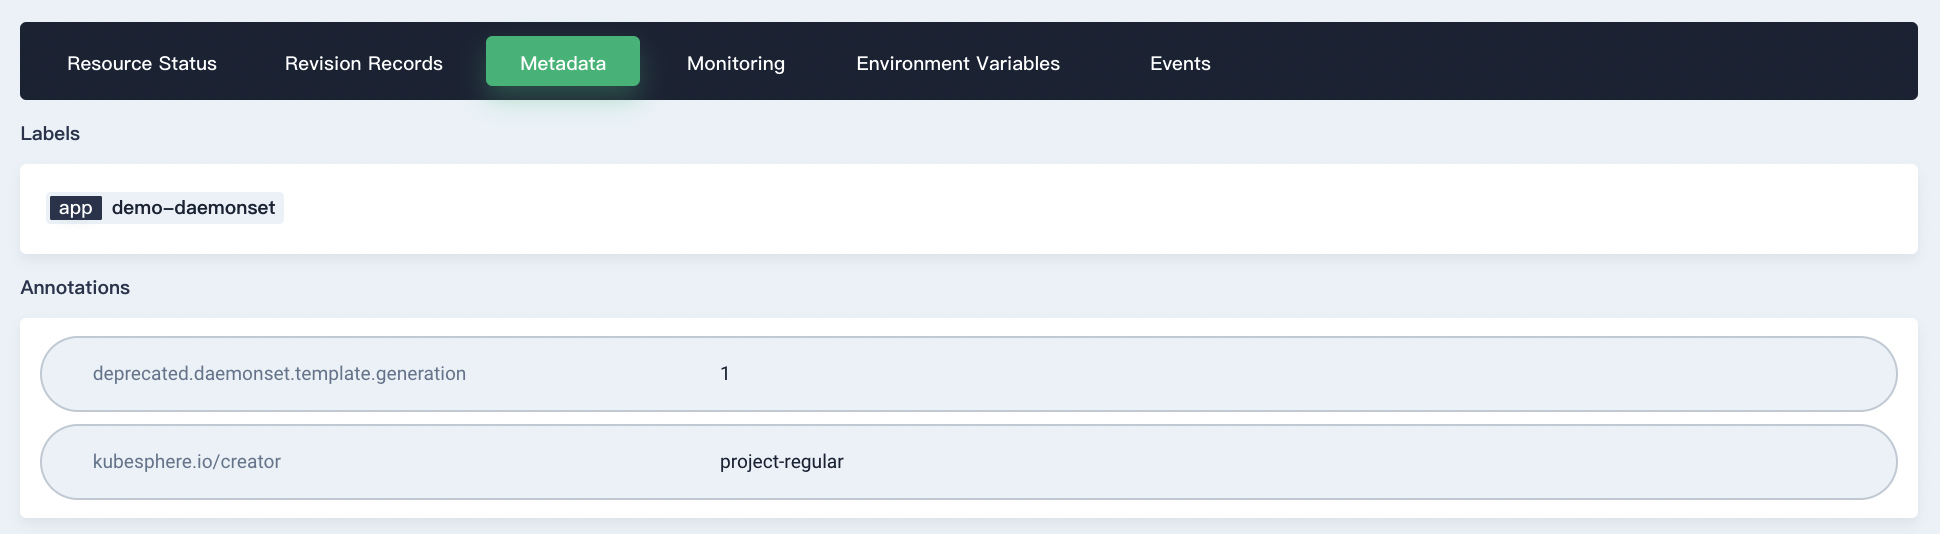 Resource Status Revision Records Metadata Monitoring Environment Variables Events
Labels
app demo-daemonset
Annotations
deprecated.daemonset.template.generation 1
kubesphere.io/creator project-regular